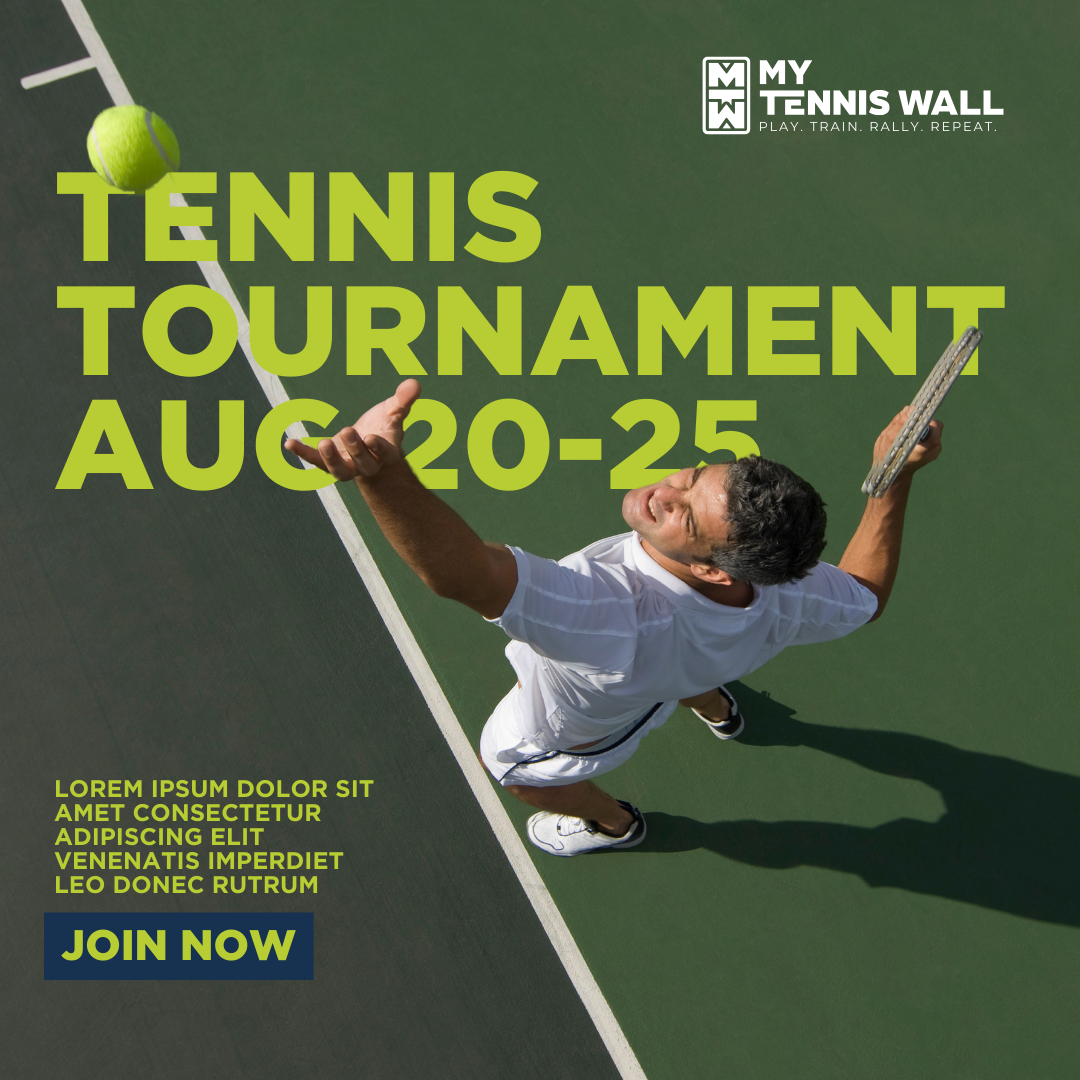 MY
TENNIS WALL
PLAY. TRAIN. RALLY. REPEAT.
TENNIS
TOURNAMENT
AUG 20-25
LOREM IPSUM DOLOR SIT
AMET CONSECTETUR
ADIPISCING ELIT
VENENATIS IMPERDIET
LEO DONEC RUTRUM
JOIN NOW